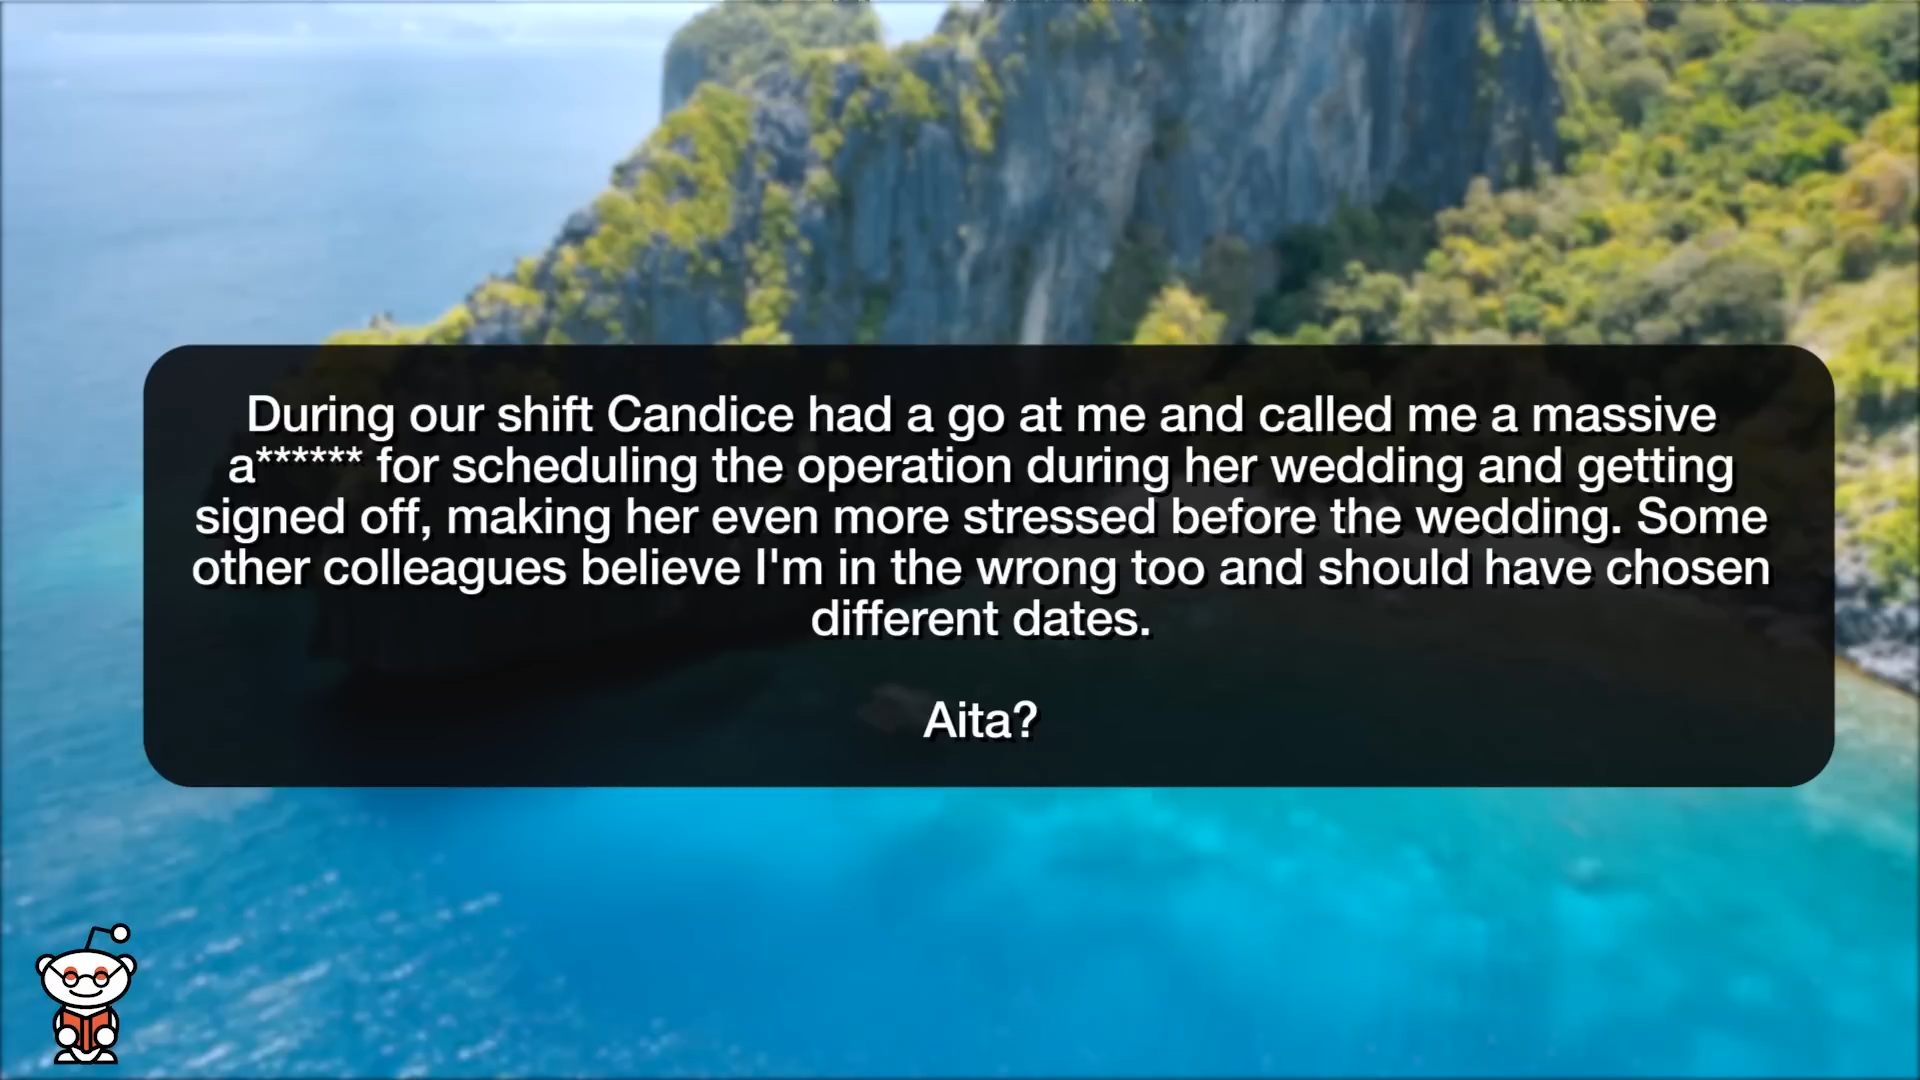 During our shift Candice had a go at me and called me a massive
a****** for scheduling the operation during her wedding and getting
signed off, making her even more stressed before the wedding. Some
other colleagues believe I'm in the wrong too and should have chosen
different dates.
Aita?